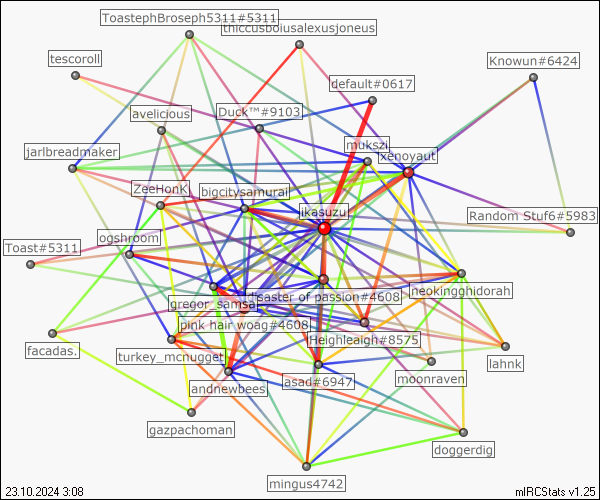 ToastephBroseph5311#5311
thiccusboiusalexusjoneus
tescoroll
Knowun#6424
default#0617
avelicious
Duck™#9103
mukszi
jarlbreadmaker
xenoyaut
ZeeHonK
bigcitysamurai
ikasuzu
Random Stuf6#5983
ogshroom
Toast#5311
heokingghidorah
disaster of passion#4608
gregor_samsa
pink hair woag#4608
Heighleaigh#8575
facadas.
turkey_mcnugget
lahnk
moonraven
asad#6947
andnewbees
gazpachoman
doggerdig
mingus4742
23.10.2024 3:08
mIRCStats v1.25